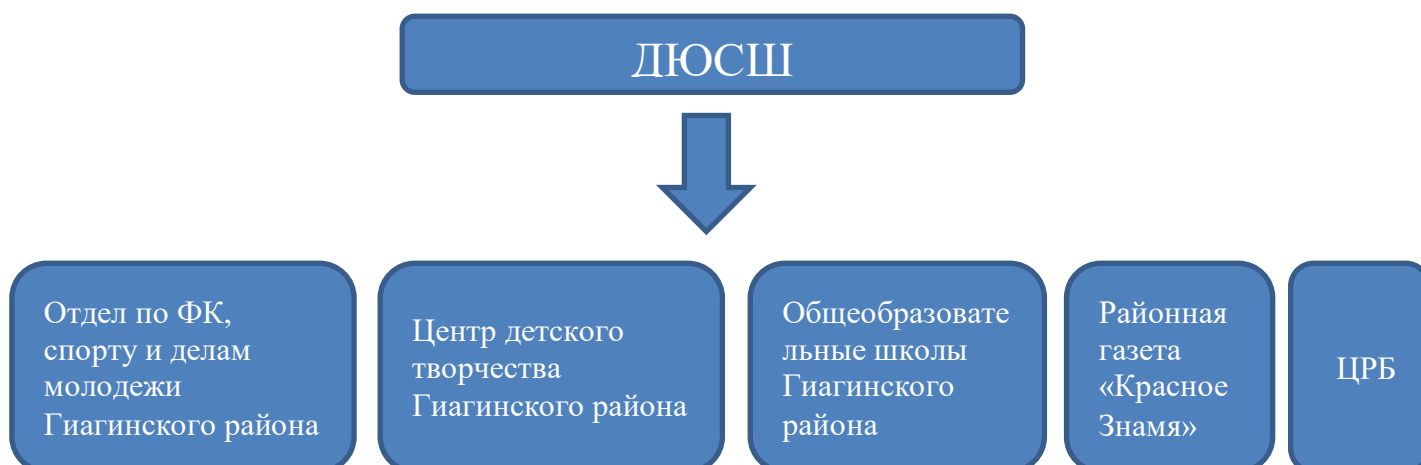 ДЮСШ
Отдел по ФК,
спорту и делам
молодежи
Гиагинского района
Центр детского
творчества
Гиагинского района
Общеобразовате
льные школы
Гиагинского
района
Районная
газета
«Красное
Знамя»
ЦРБ